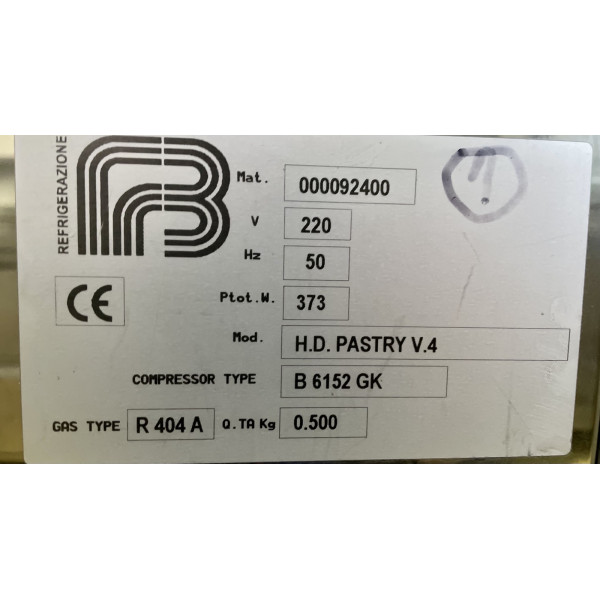 REFRIGERAZIONE
Mat. 000092400
V 220
Hz 50
CE
Ptot.W. 373
Mod. H.D. PASTRY V.4
COMPRESSOR TYPE B 6152 GK
GAS TYPE R 404 A Q.TA Kg 0.500